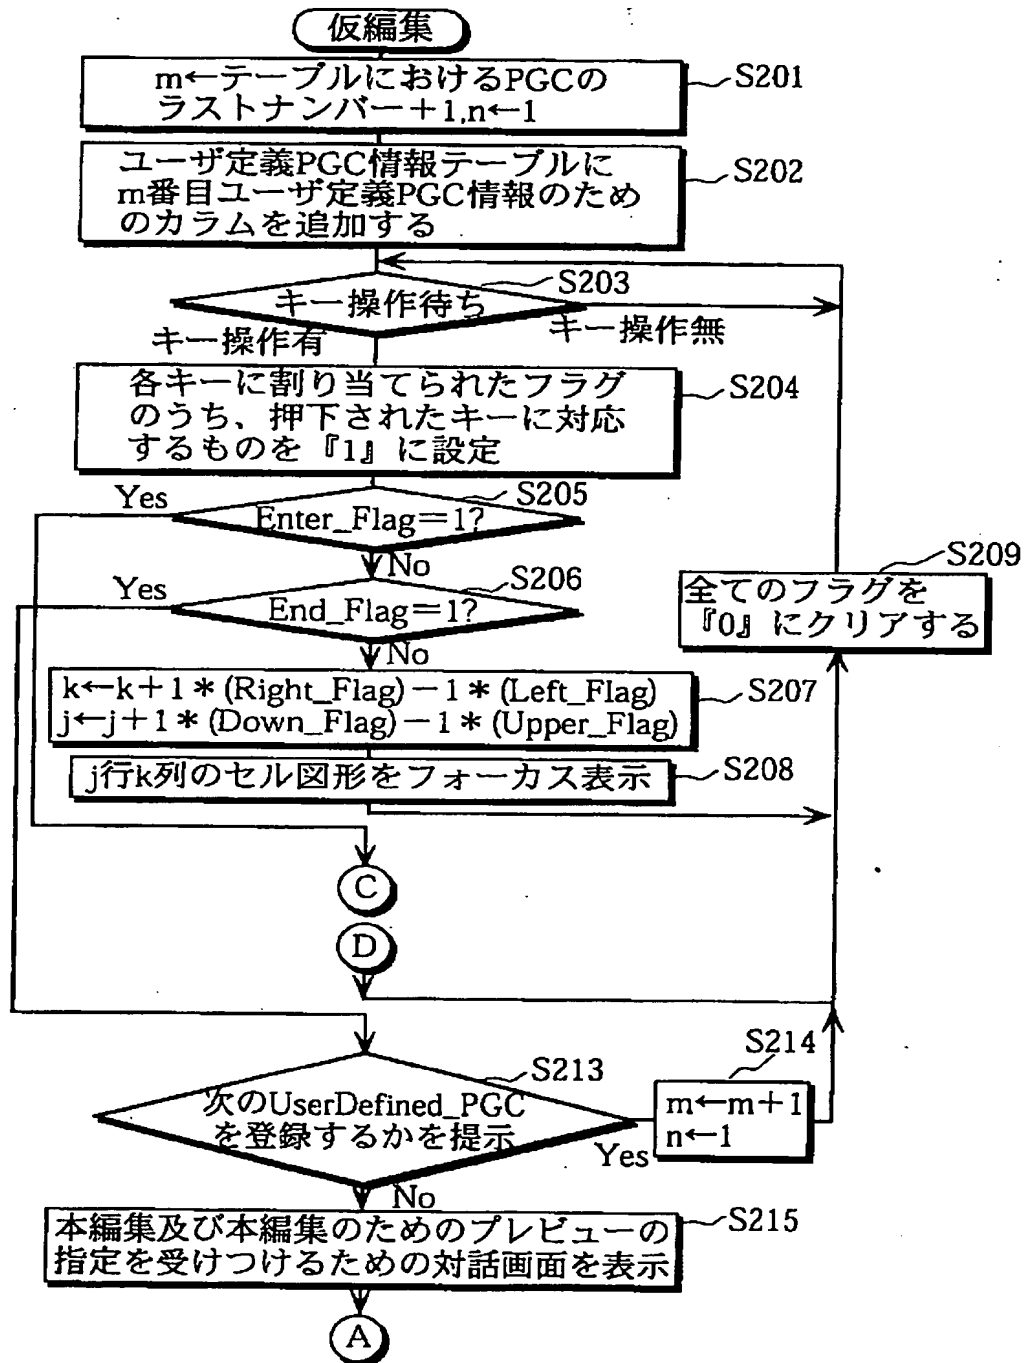 仮編集
m←テーブルにおけるPGCの
ラストナンバー＋1,n←1
S201
ユーザ定義PGC情報テーブルに
m番目ユーザ定義PGC情報のため
のカラムを追加する
S202
S203
キー操作待ち
キー操作有
キー操作無
各キーに割り当てられたフラグ
のうち、押下されたキーに対応
するものを『1』に設定
S204
Yes
S205
Enter_Flag＝1?
No
Yes
S206
End_Flag＝1?
No
S209
全てのフラグを
『0』にクリアする
k←k＋1＊(Right_Flag)－1＊(Left_Flag)
j←j＋1＊(Down_Flag)－1＊(Upper_Flag)
S207
j行k列のセル図形をフォーカス表示
S208
C
D
S213
次のUserDefined_PGC
を登録するかを提示
Yes
No
S214
m←m＋1
n←1
本編集及び本編集のためのプレビューの
指定を受けつけるための対話画面を表示
S215
A